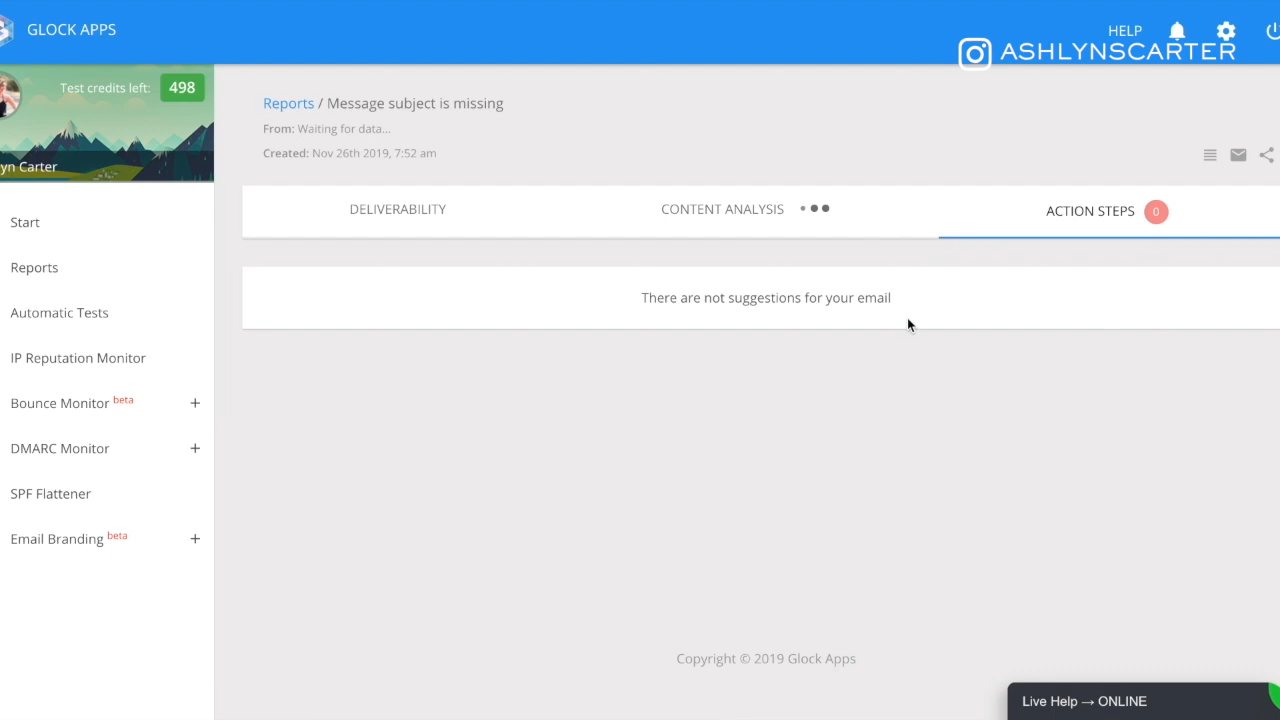 GLOCK APPS
HELP
ASHLYNSCARTER
Test credits left: 498
yn Carter
Start
Reports
Automatic Tests
IP Reputation Monitor
Bounce Monitor beta +
DMARC Monitor +
SPF Flattener
Email Branding beta +
Reports / Message subject is missing
From: Waiting for data...
Created: Nov 26th 2019, 7:52 am
DELIVERABILITY
CONTENT ANALYSIS
ACTION STEPS 0
There are not suggestions for your email
Copyright © 2019 Glock Apps
Live Help → ONLINE